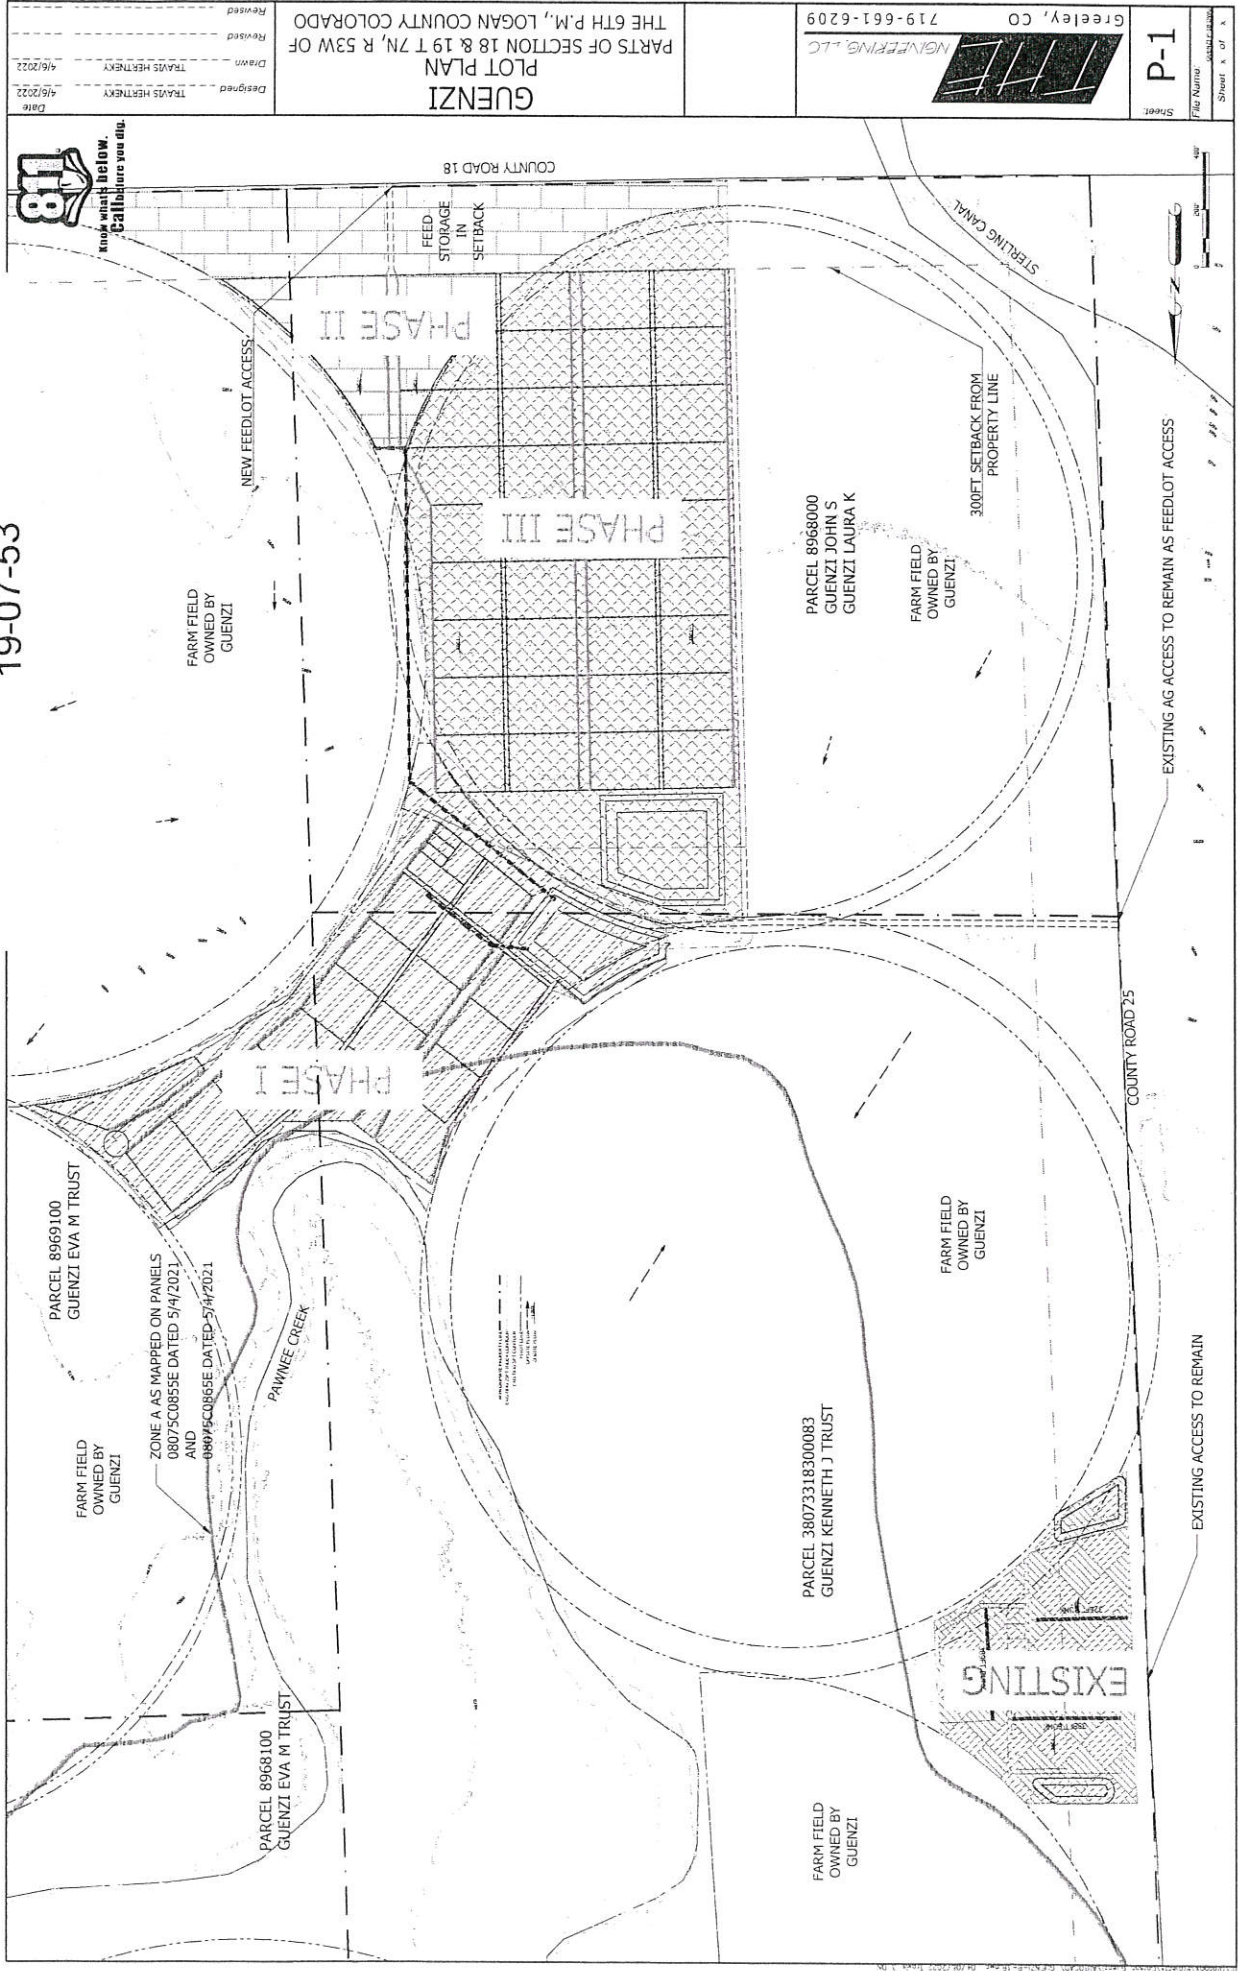 19-07-53
GUENZI
PLOT PLAN
PARTS OF SECTION 18 & 19 T 7N, R 53W OF
THE 6TH P.M., LOGAN COUNTY COLORADO
Date
Designed TRAVIS HERTNEKY 4/6/2022
Drawn TRAVIS HERTNEKY 4/6/2022
Revised
Revised
NGINEERING, LLC
Greeley, CO 719-661-6209
Sheet:
P-1
File Name:
Sheet x of x
811
Know what's below.
Call before you dig.
COUNTY ROAD 18
FEED
STORAGE
IN
SETBACK
STERLING CANAL
PHASE II
NEW FEEDLOT ACCESS
PHASE III
300FT SETBACK FROM
PROPERTY LINE
N
0 200' 400'
FARM FIELD
OWNED BY
GUENZI
PARCEL 8968000
GUENZI JOHN S
GUENZI LAURA K
FARM FIELD
OWNED BY
GUENZI
EXISTING AG ACCESS TO REMAIN AS FEEDLOT ACCESS
PHASE I
COUNTY ROAD 25
PARCEL 8969100
GUENZI EVA M TRUST
ZONE A AS MAPPED ON PANELS
08075C0855E DATED 5/4/2021
AND
08075C0865E DATED 5/4/2021
PAWNEE CREEK
FARM FIELD
OWNED BY
GUENZI
FARM FIELD
OWNED BY
GUENZI
PARCEL 38073318300083
GUENZI KENNETH J TRUST
EXISTING ACCESS TO REMAIN
EXISTING
PARCEL 8968100
GUENZI EVA M TRUST
FARM FIELD
OWNED BY
GUENZI